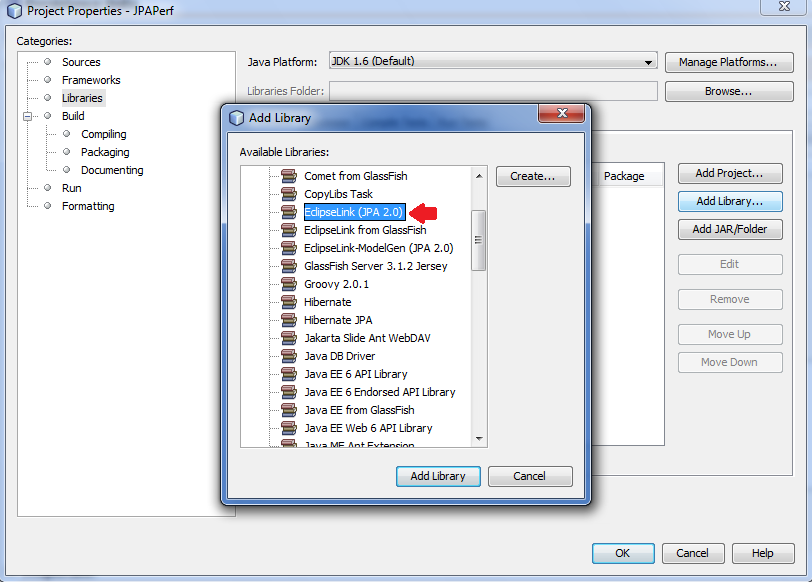 Project Properties - JPAPerf
Categories:
Sources
Frameworks
Libraries
Build
Compiling
Packaging
Documenting
Run
Formatting
Java Platform:
JDK 1.6 (Default)
Manage Platforms...
Libraries Folder:
Browse...
Package
Add Project...
Add Library...
Add JAR/Folder
Edit
Remove
Move Up
Move Down
Add Library
Available Libraries:
Comet from GlassFish
CopyLibs Task
EclipseLink (JPA 2.0)
EclipseLink from GlassFish
EclipseLink-ModelGen (JPA 2.0)
GlassFish Server 3.1.2 Jersey
Groovy 2.0.1
Hibernate
Hibernate JPA
Jakarta Slide Ant WebDAV
Java DB Driver
Java EE 6 API Library
Java EE 6 Endorsed API Library
Java EE from GlassFish
Java EE Web 6 API Library
Java ME Ant Extension
Create...
Add Library
Cancel
OK
Cancel
Help